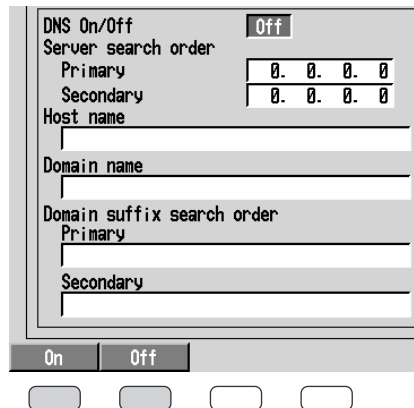 DNS On/Off Off
Server search order
Primary 0. 0. 0. 0
Secondary 0. 0. 0. 0
Host name
Domain name
Domain suffix search order
Primary
Secondary
On Off